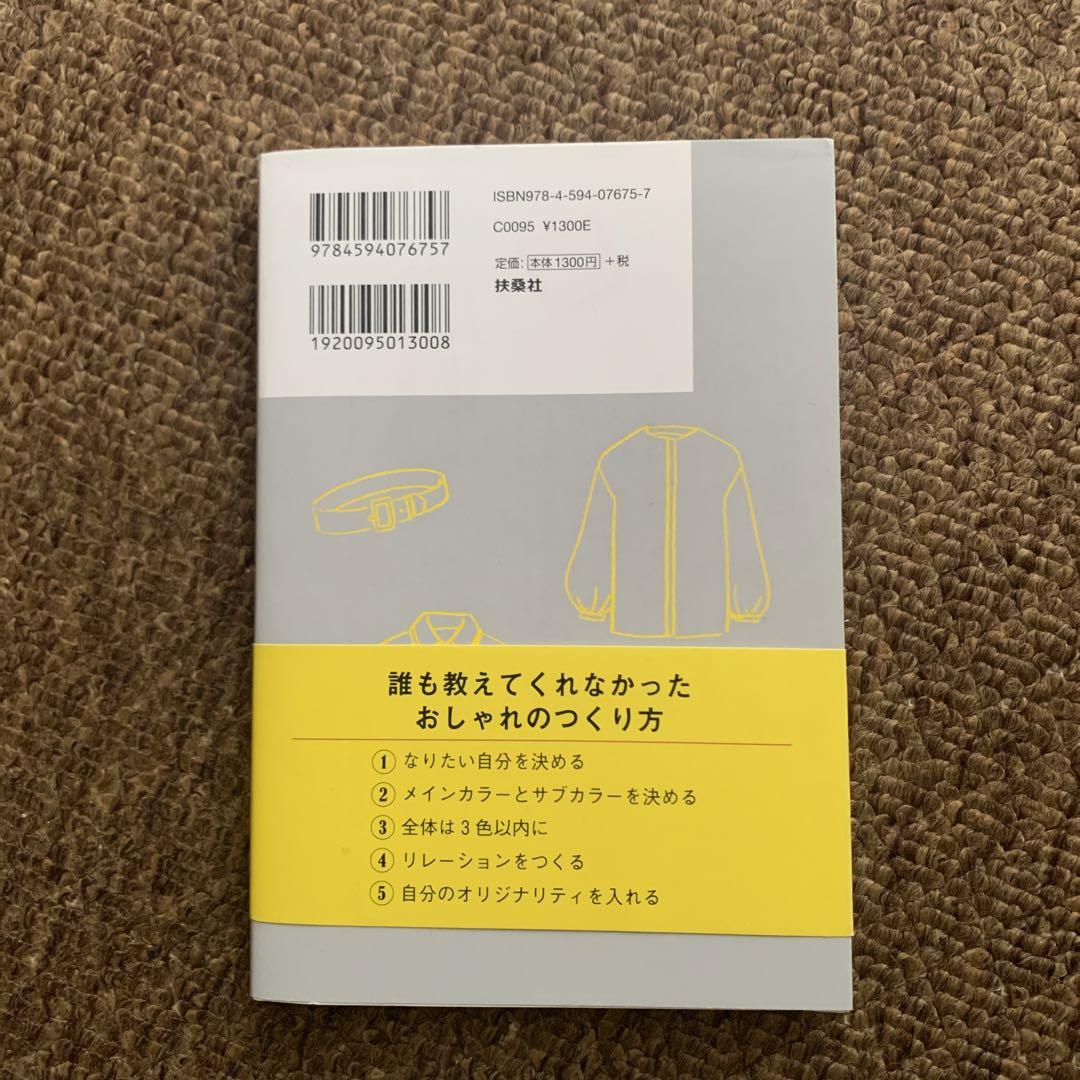 9784594076757
1920095013008
ISBN978-4-594-07675-7
C0095 ¥1300E
定価: 本体1300円 +税
扶桑社
誰も教えてくれなかった
おしゃれのつくり方
① なりたい自分を決める
② メインカラーとサブカラーを決める
③ 全体は3色以内に
④ リレーションをつくる
⑤ 自分のオリジナリティを入れる